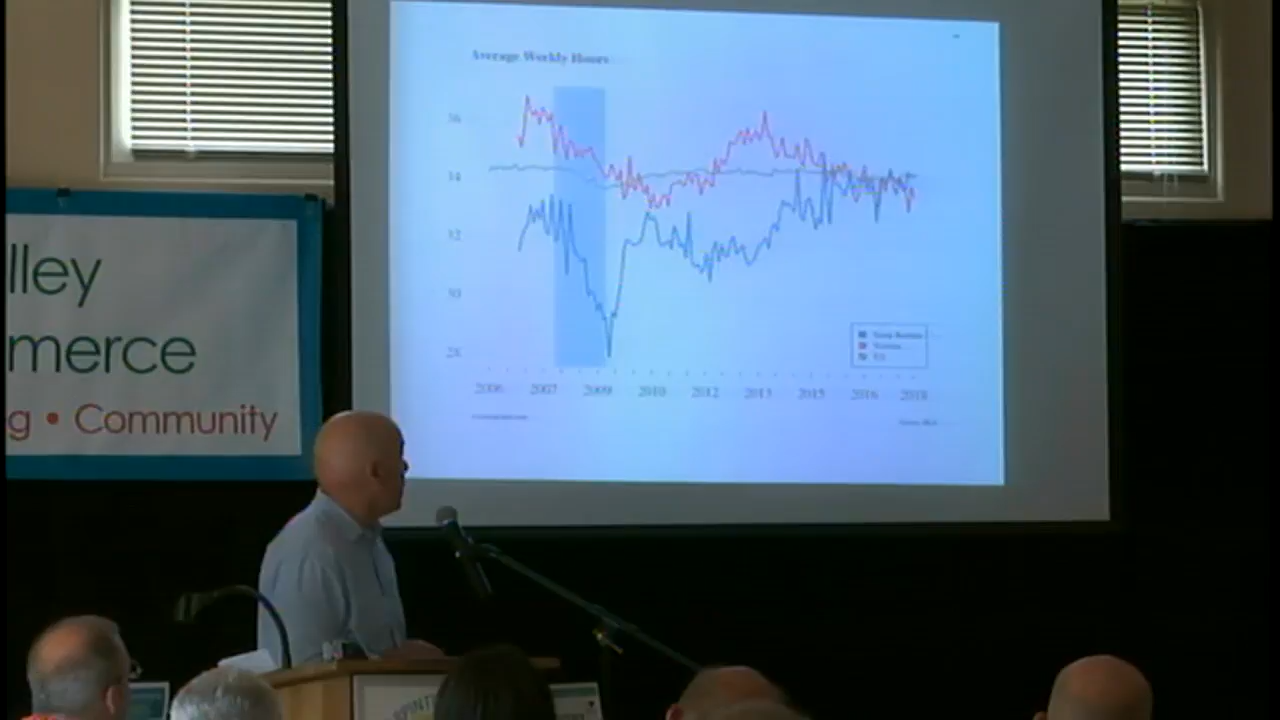 Average Weekly Hours
36
34
32
30
28
2006 2007 2009 2010 2012 2013 2015 2016 2018
US
lley
merce
g • Community